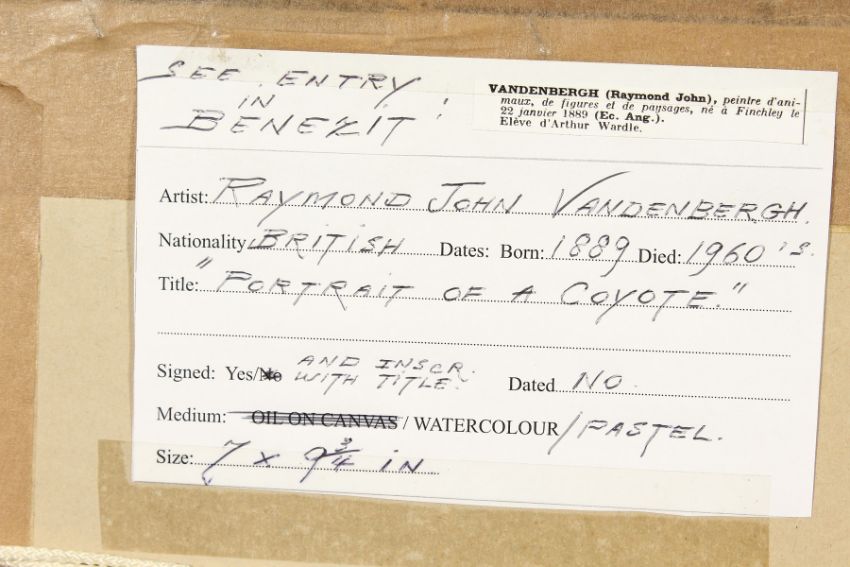 SEE ENTRY
IN
BENEZIT :
VANDENBERGH (Raymond John), peintre d'ani-
maux, de figures et de paysages, né à Finchley le
22 janvier 1889 (Ec. Ang.).
Elève d'Arthur Wardle.
Artist: RAYMOND JOHN VANDENBERGH.
Nationality BRITISH Dates: Born: 1889 Died: 1960's.
Title: "PORTRAIT OF A COYOTE."
Signed: Yes/No AND INSCR. WITH TITLE. Dated NO.
Medium: OIL ON CANVAS / WATERCOLOUR / PASTEL.
Size: 7 x 9 3/4 in